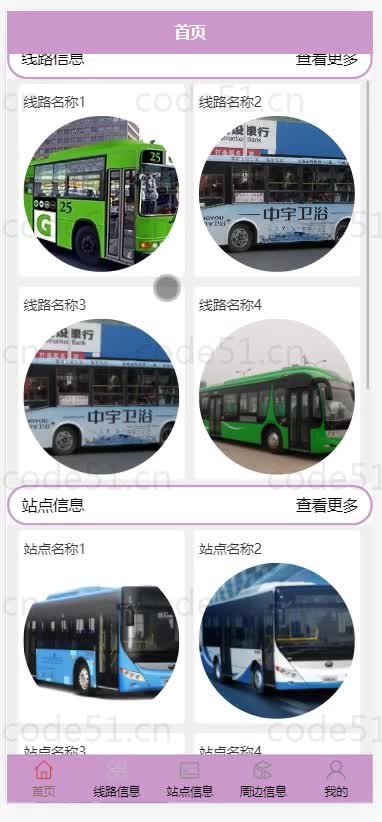 首页
线路信息 查看更多
线路名称1 线路名称2
25
25
G
中宇卫浴
线路名称3 线路名称4
中宇卫浴
站点信息 查看更多
站点名称1 站点名称2
站点名称3 站点名称4
首页 线路信息 站点信息 周边信息 我的
code51.cn